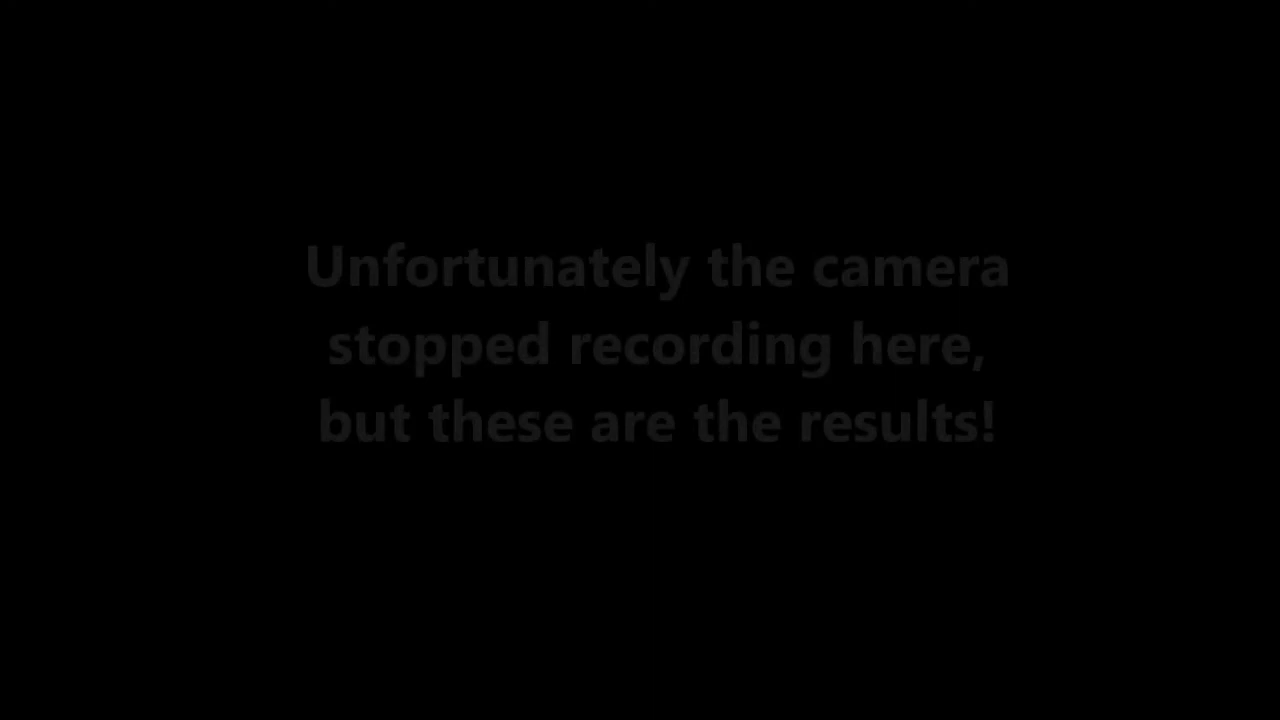 Unfortunately the camera
stopped recording here,
but these are the results!